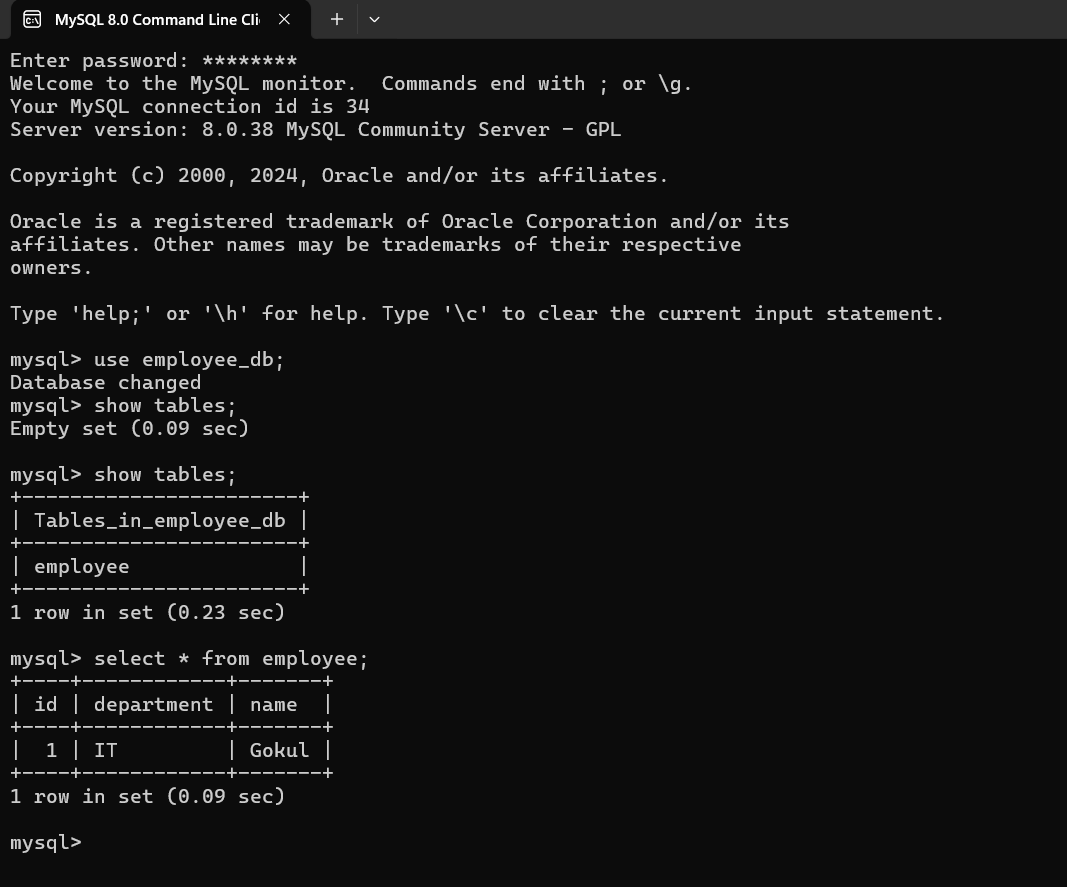 MySQL 8.0 Command Line Cli
Enter password: ********
Welcome to the MySQL monitor.  Commands end with ; or \g.
Your MySQL connection id is 34
Server version: 8.0.38 MySQL Community Server - GPL

Copyright (c) 2000, 2024, Oracle and/or its affiliates.

Oracle is a registered trademark of Oracle Corporation and/or its
affiliates. Other names may be trademarks of their respective
owners.

Type 'help;' or '\h' for help. Type '\c' to clear the current input statement.

mysql> use employee_db;
Database changed
mysql> show tables;
Empty set (0.09 sec)

mysql> show tables;
+-----------------------+
| Tables_in_employee_db |
+-----------------------+
| employee              |
+-----------------------+
1 row in set (0.23 sec)

mysql> select * from employee;
+----+------------+-------+
| id | department | name  |
+----+------------+-------+
|  1 | IT         | Gokul |
+----+------------+-------+
1 row in set (0.09 sec)

mysql>